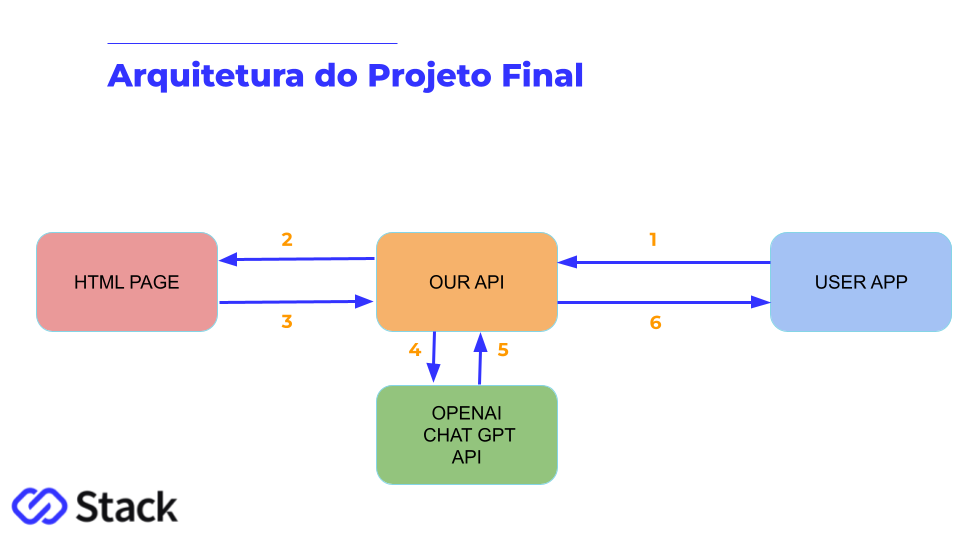 Arquitetura do Projeto Final
2
1
HTML PAGE
OUR API
USER APP
3
6
4
5
OPENAI
CHAT GPT
API
Stack